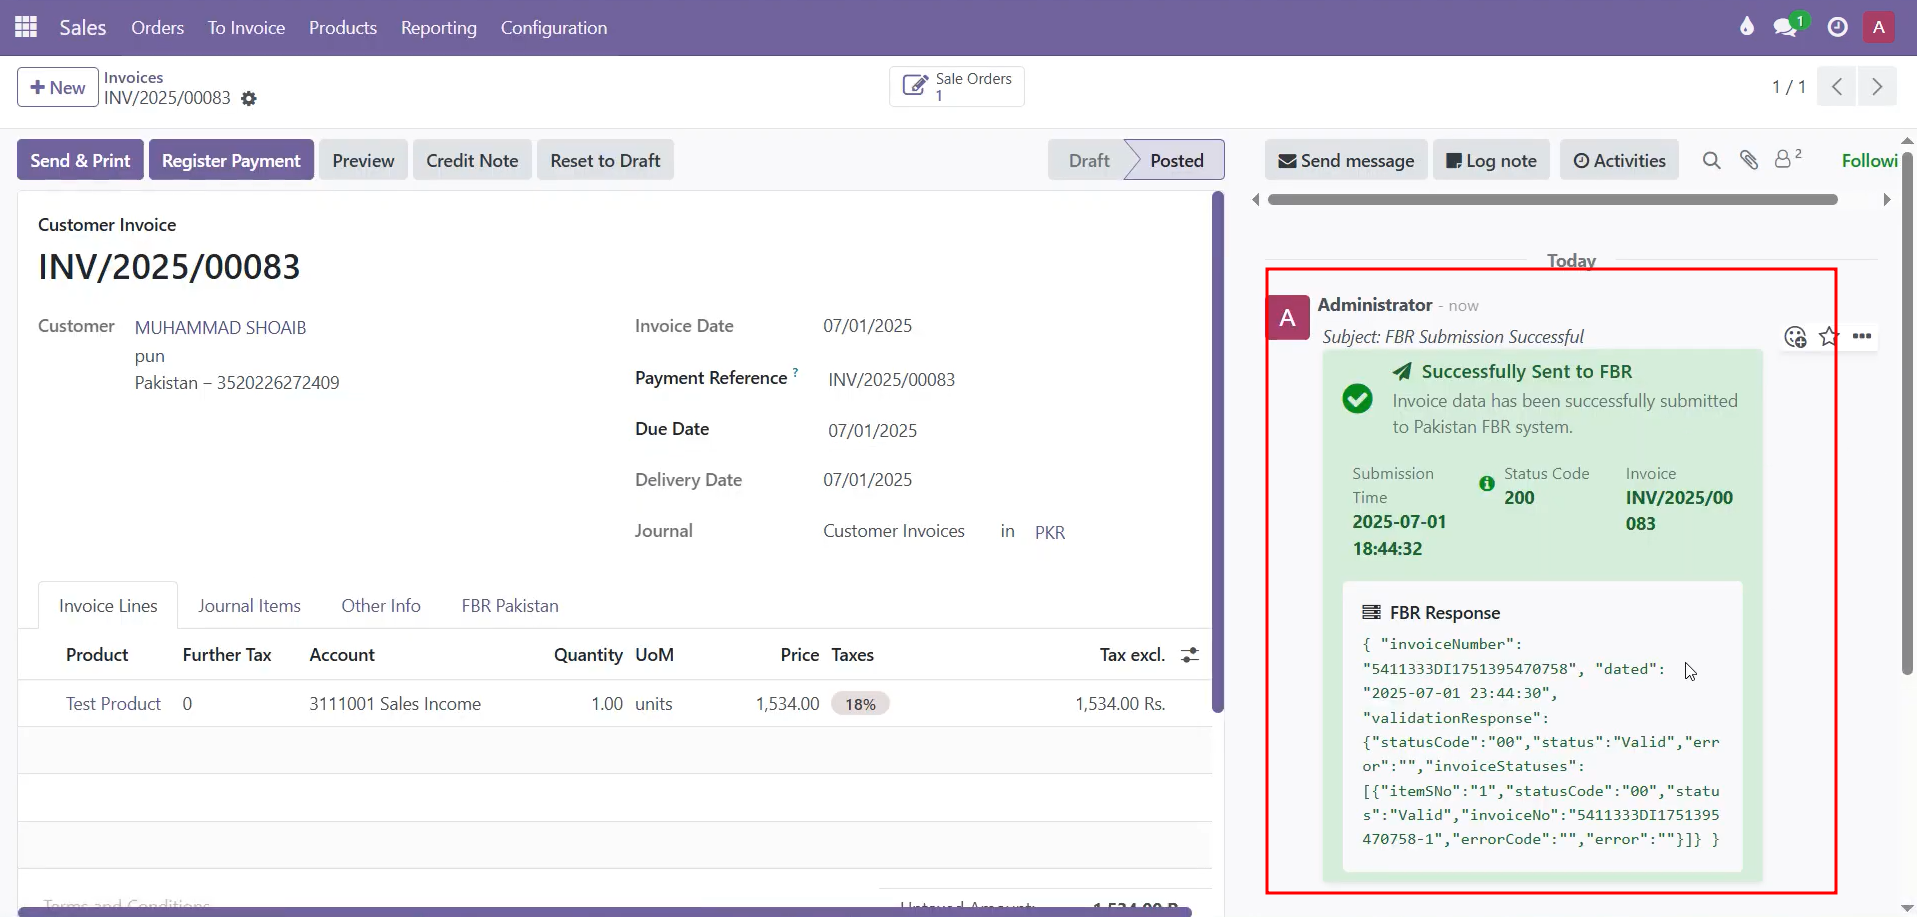 Sales Orders To Invoice Products Reporting Configuration 1 A
New Invoices
INV/2025/00083
Sale Orders
1
1 / 1
Send & Print Register Payment Preview Credit Note Reset to Draft Draft Posted
Send message Log note Activities 2 Followi
Customer Invoice
INV/2025/00083
Customer MUHAMMAD SHOAIB
pun
Pakistan – 3520226272409
Invoice Date 07/01/2025
Payment Reference ? INV/2025/00083
Due Date 07/01/2025
Delivery Date 07/01/2025
Journal Customer Invoices in PKR
Invoice Lines Journal Items Other Info FBR Pakistan
Product Further Tax Account Quantity UoM Price Taxes Tax excl.
Test Product 0 3111001 Sales Income 1.00 units 1,534.00 18% 1,534.00 Rs.
Terms and Conditions
Untaxed Amount: 1,534.00 R
Today
A Administrator - now
Subject: FBR Submission Successful
Successfully Sent to FBR
Invoice data has been successfully submitted
to Pakistan FBR system.
Submission
Time
2025-07-01
18:44:32
Status Code
200
Invoice
INV/2025/00
083
FBR Response
{ "invoiceNumber":
"5411333DI1751395470758", "dated":
"2025-07-01 23:44:30",
"validationResponse":
{"statusCode":"00","status":"Valid","err
or":"","invoiceStatuses":
[{"itemSNo":"1","statusCode":"00","statu
s":"Valid","invoiceNo":"5411333DI1751395
470758-1","errorCode":"","error":""}]} }